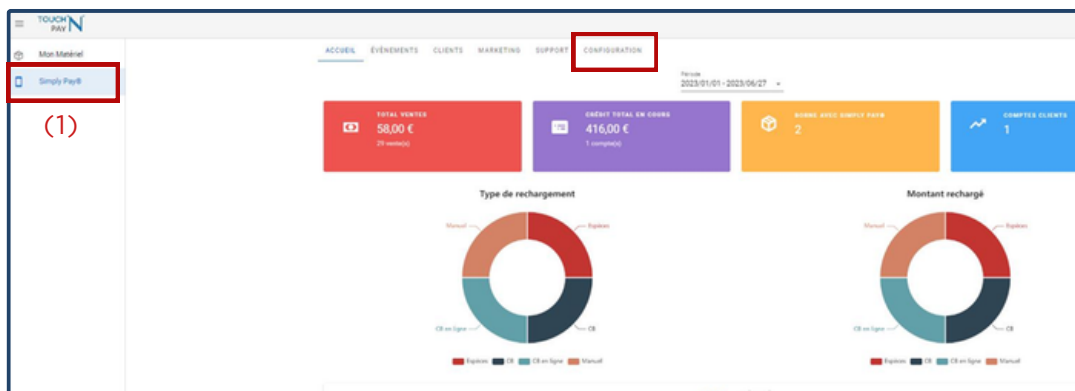 TOUCH N PAY
Mon Matériel
Simply Pay®
(1)
ACCUEIL ÉVÉNEMENTS CLIENTS MARKETING SUPPORT CONFIGURATION
Période
2023/01/01 - 2023/06/27
TOTAL VENTES
58,00 €
29 vente(s)
CRÉDIT TOTAL EN COURS
416,00 €
1 compte(s)
BORNE AVEC SIMPLY PAY®
2
COMPTES CLIENTS
1
Type de rechargement
Manuel
Espèces
CB en ligne
CB
Espèces CB CB en ligne Manuel
Montant rechargé
Manuel
Espèces
CB en ligne
CB
Espèces CB CB en ligne Manuel